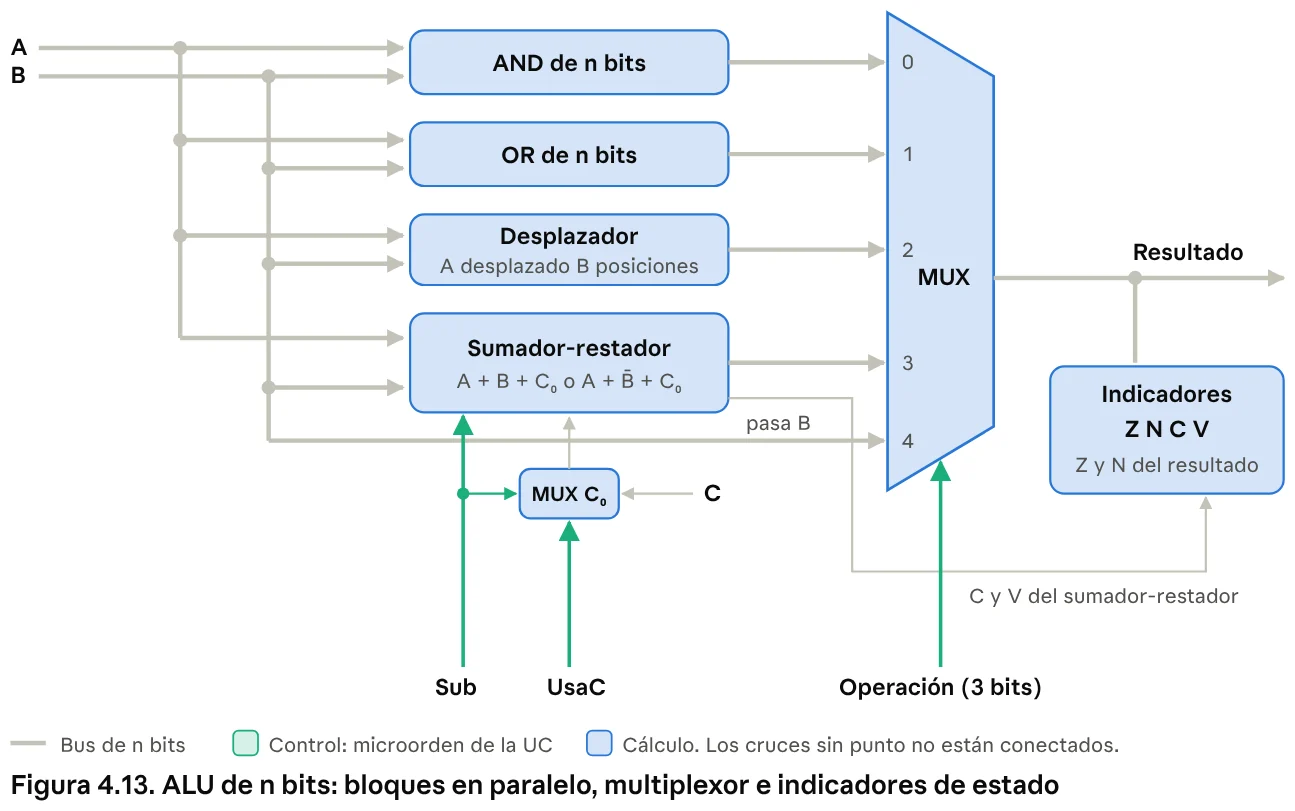 A
B
AND de n bits
0
OR de n bits
1
Desplazador
A desplazado B posiciones
2
MUX
Resultado
Sumador-restador
A + B + C₀ o A + B̄ + C₀
3
pasa B
4
Indicadores
Z N C V
Z y N del resultado
MUX C₀
C
C y V del sumador-restador
Sub
UsaC
Operación (3 bits)
Bus de n bits
Control: microorden de la UC
Cálculo. Los cruces sin punto no están conectados.
Figura 4.13. ALU de n bits: bloques en paralelo, multiplexor e indicadores de estado